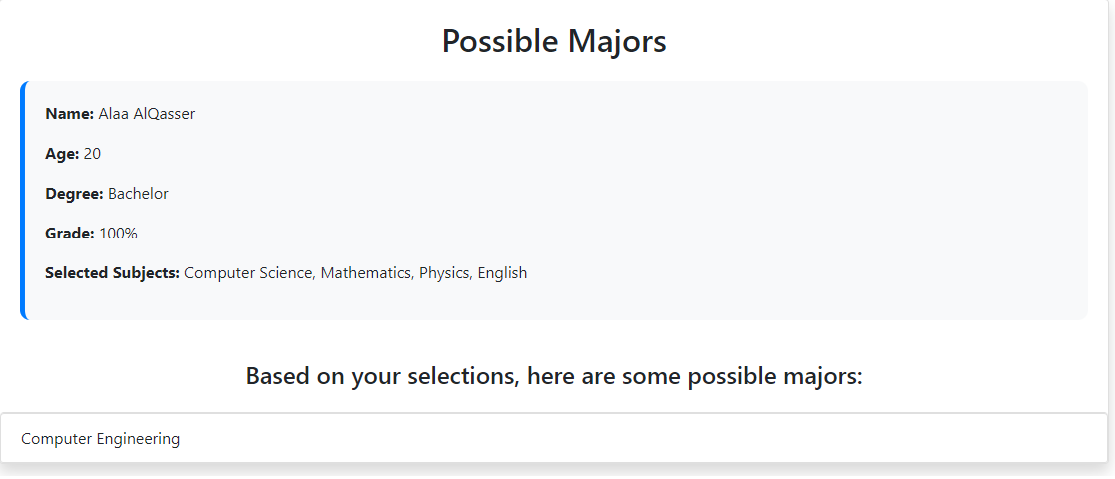 Possible Majors
Name: Alaa AlQasser
Age: 20
Degree: Bachelor
Grade: 100%
Selected Subjects: Computer Science, Mathematics, Physics, English
Based on your selections, here are some possible majors:
Computer Engineering